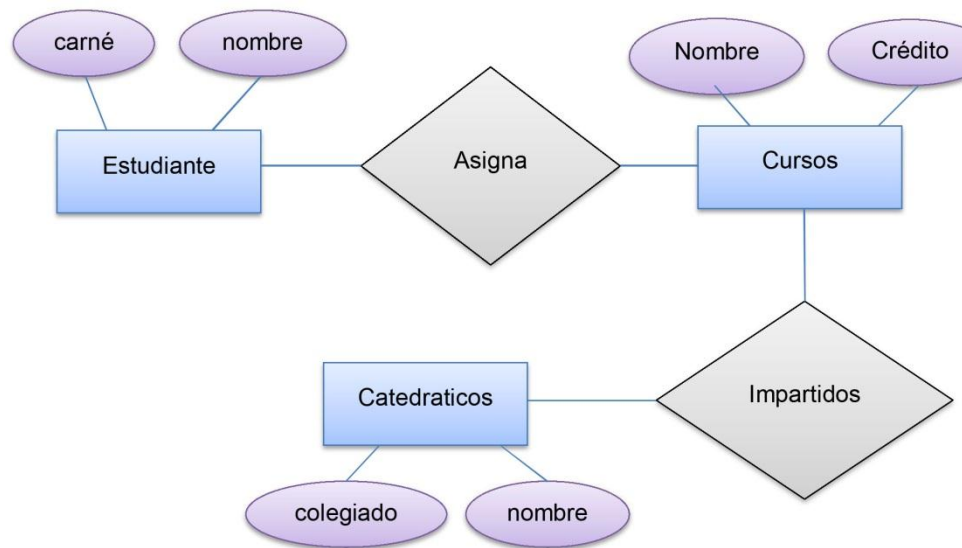 carné
nombre
Nombre
Crédito
Estudiante
Asigna
Cursos
Catedraticos
Impartidos
colegiado
nombre